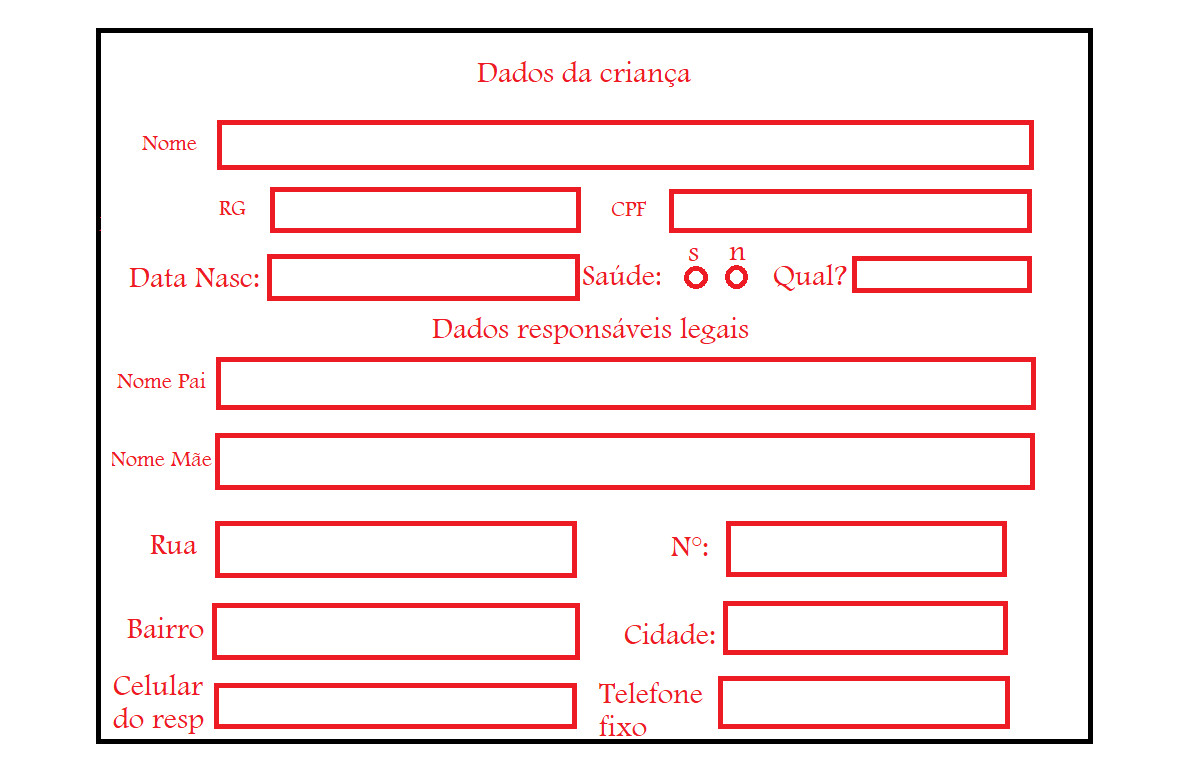 Dados da criança
Nome
RG CPF
s n
Data Nasc: Saúde: Qual?
Dados responsáveis legais
Nome Pai
Nome Mãe
Rua N°:
Bairro Cidade:
Celular do resp Telefone fixo